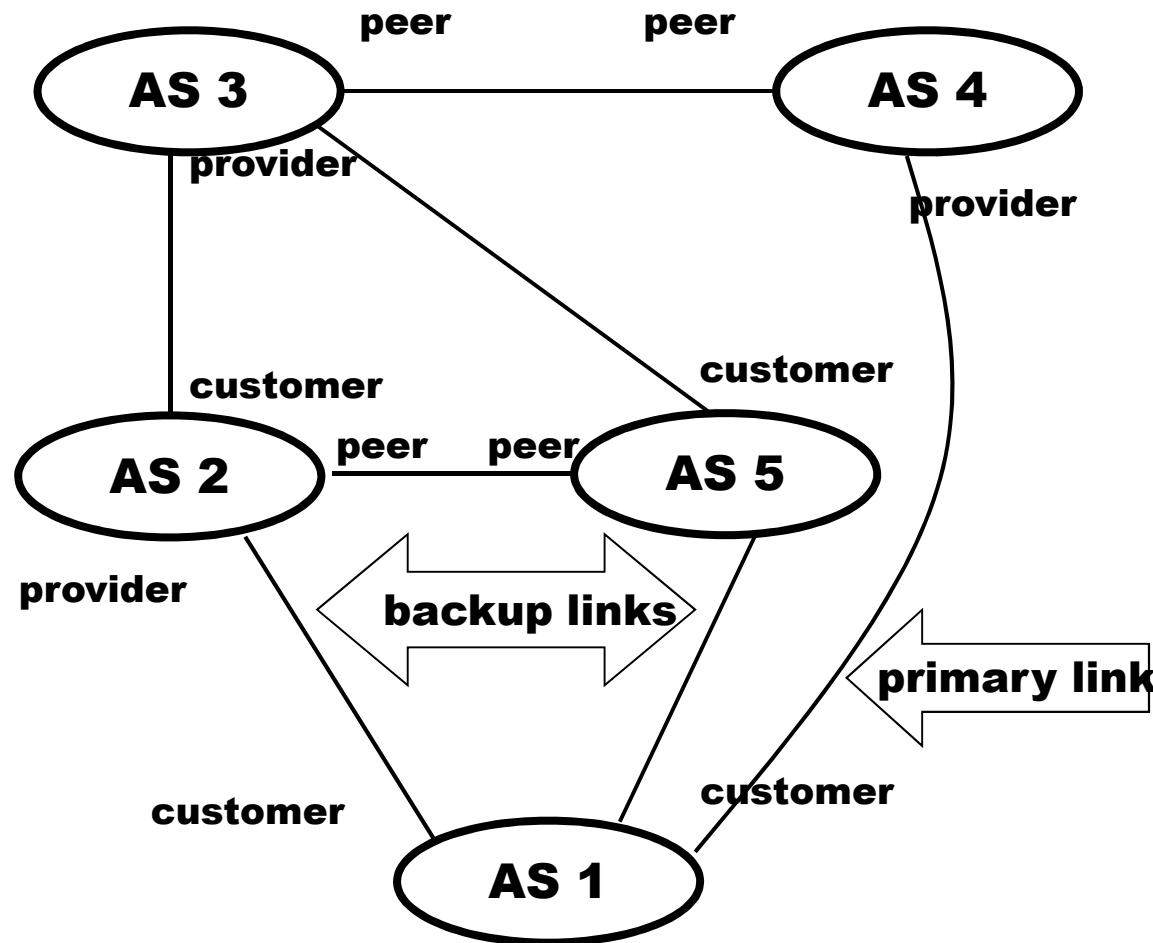 peer peer
AS 3 AS 4
provider
provider
customer
customer
peer peer
AS 2 AS 5
provider
backup links
primary link
customer
customer
AS 1